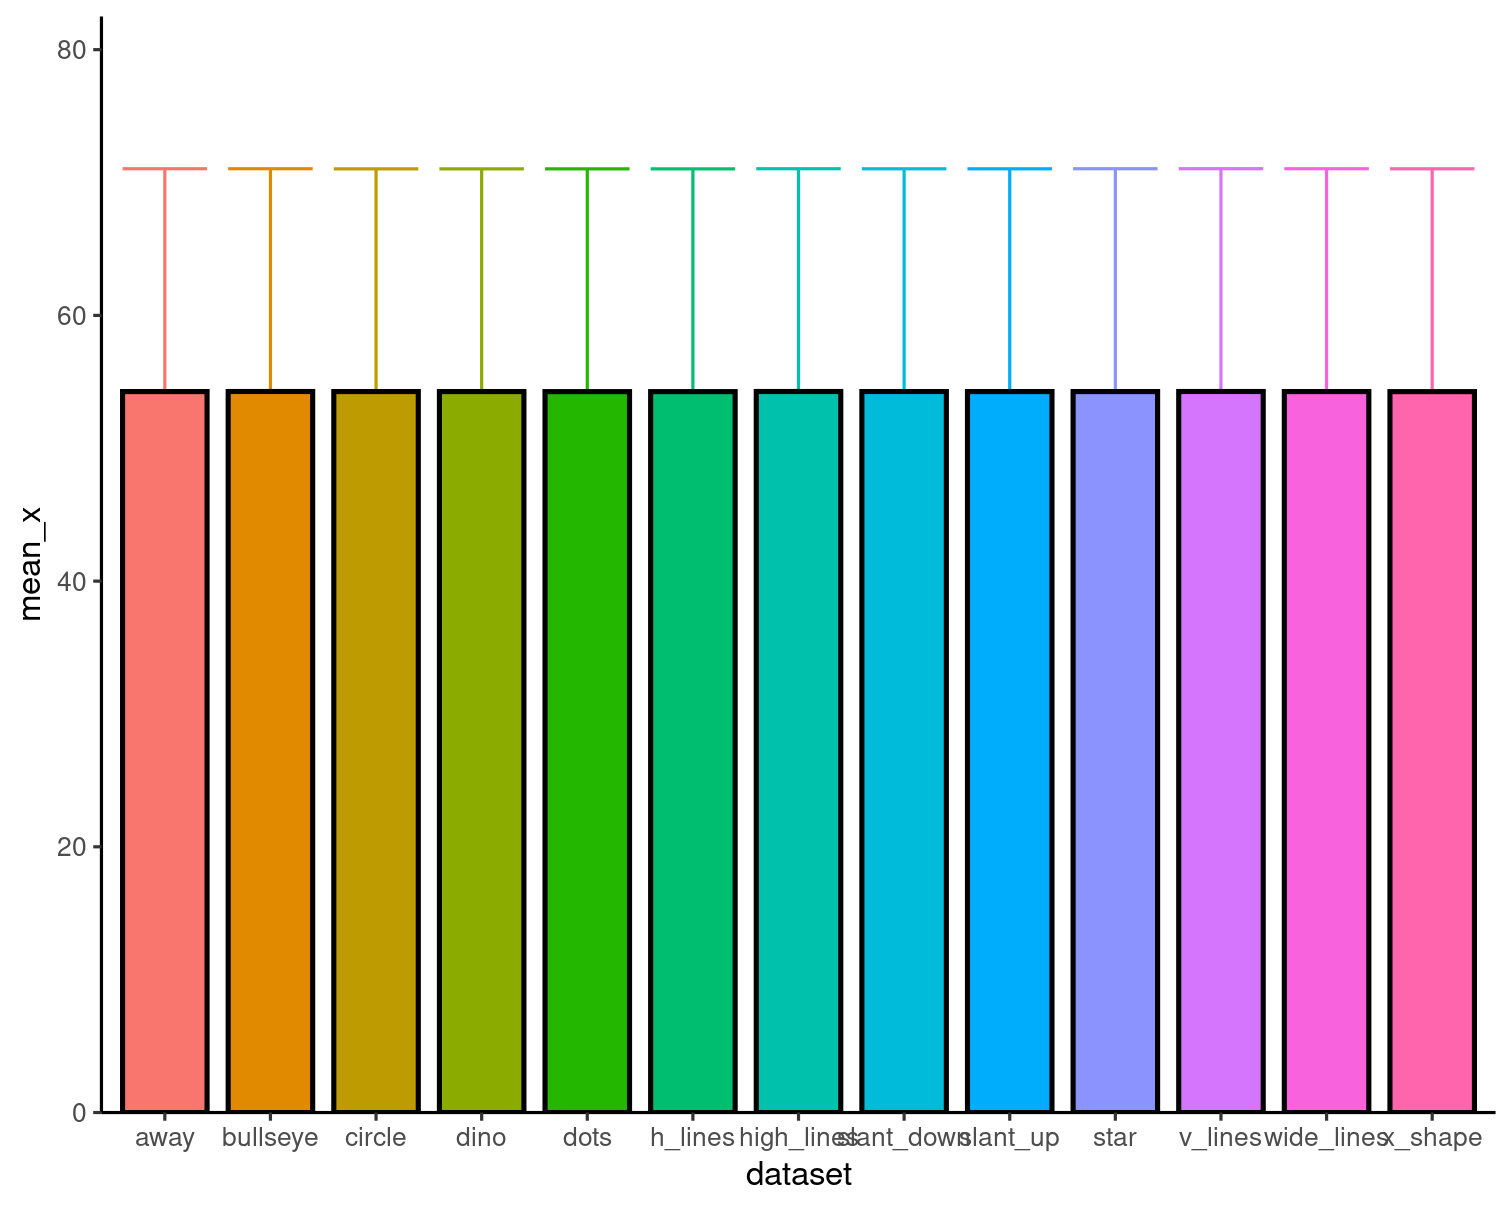 mean_x
80
60
40
20
0
away bullseye circle dino dots h_lines high_lines slant_down slant_up star v_lines wide_lines x_shape
dataset